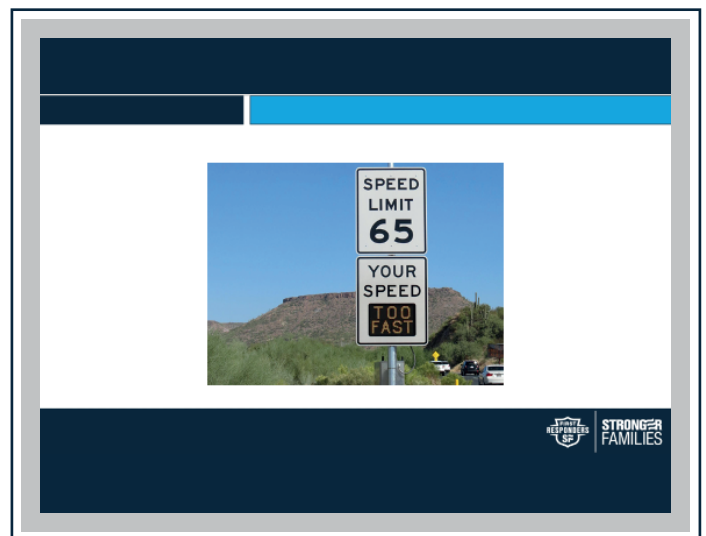 SPEED
LIMIT
65
YOUR
SPEED
TOO
FAST
FIRST
RESPONDERS
SF
STRONGER
FAMILIES